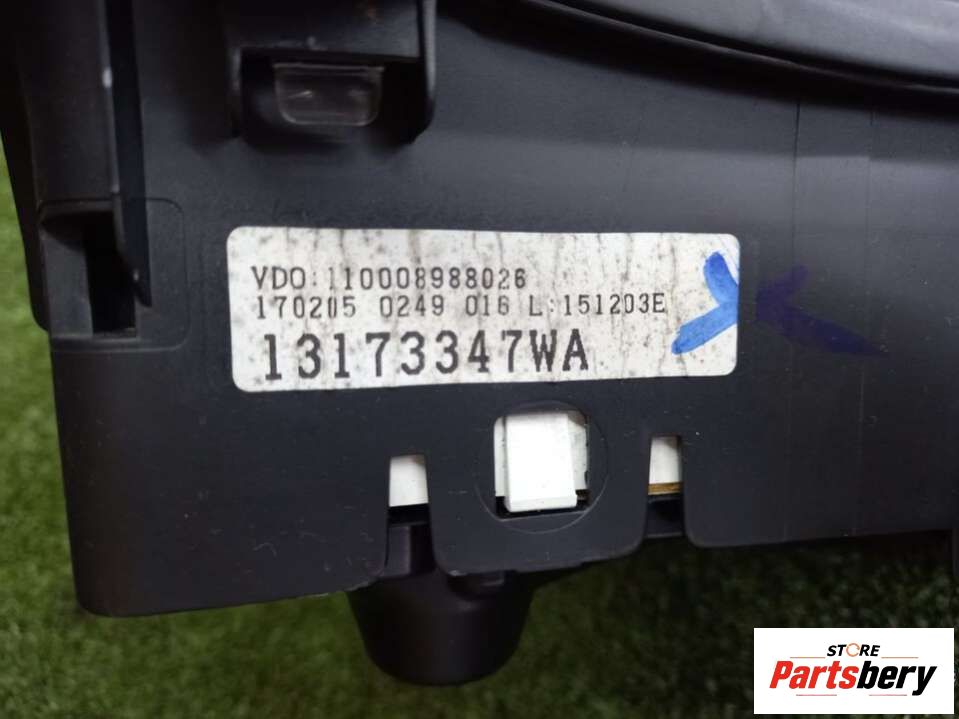 VDO:110008988026
170205 0249 016 L:151203E
13173347WA
STORE
Partsbery